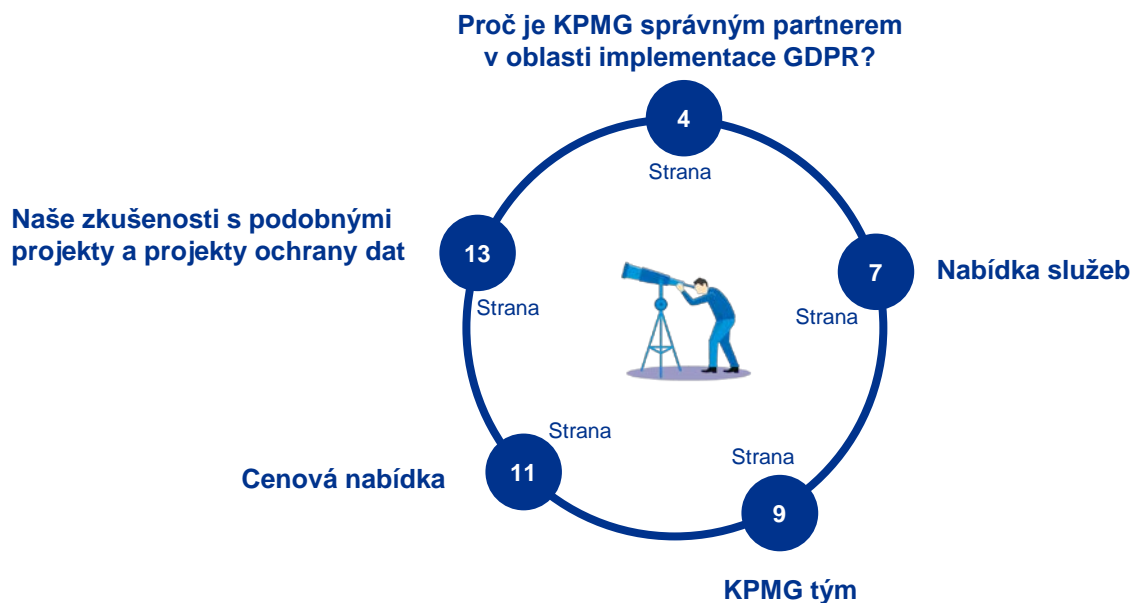 Proč je KPMG správným partnerem
v oblasti implementace GDPR?
4
Strana
7
Strana
Nabídka služeb
Strana
9
KPMG tým
Strana
11
Cenová nabídka
Naše zkušenosti s podobnými
projekty a projekty ochrany dat
13
Strana